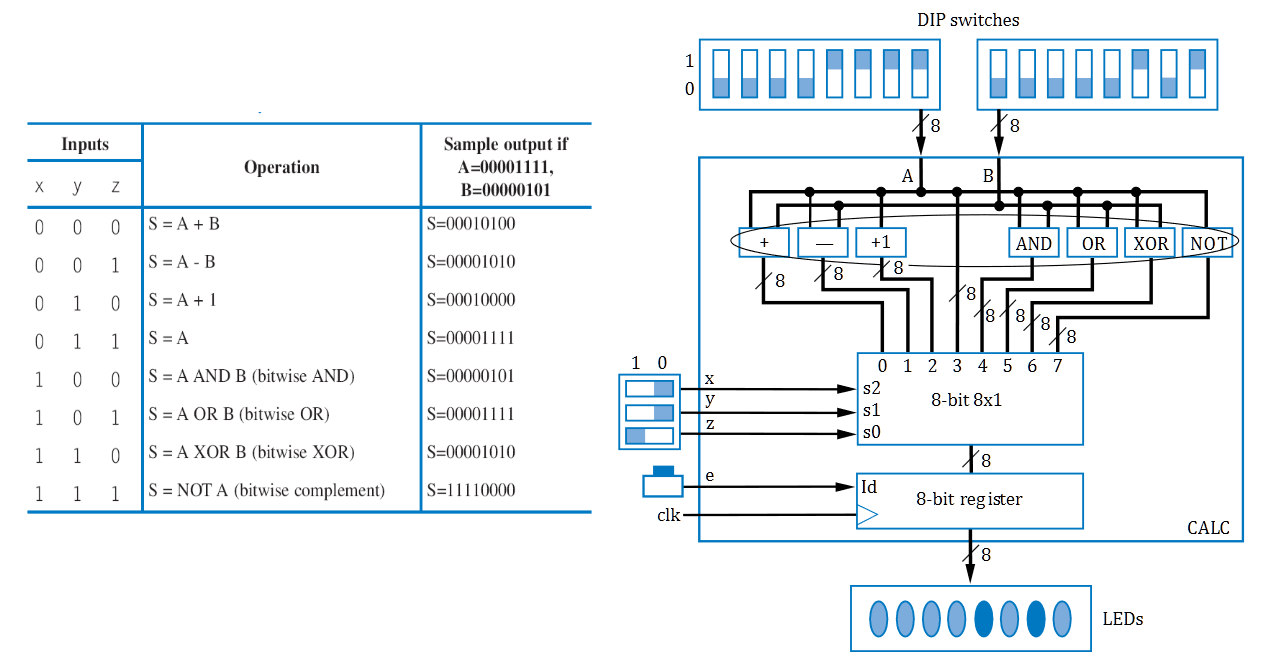 Inputs
x y z
Operation
Sample output if
A=00001111,
B=00000101
0 0 0 S = A + B S=00010100
0 0 1 S = A - B S=00001010
0 1 0 S = A + 1 S=00010000
0 1 1 S = A S=00001111
1 0 0 S = A AND B (bitwise AND) S=00000101
1 0 1 S = A OR B (bitwise OR) S=00001111
1 1 0 S = A XOR B (bitwise XOR) S=00001010
1 1 1 S = NOT A (bitwise complement) S=11110000
DIP switches
1
0
8 8
A B
+ — +1 AND OR XOR NOT
8 8 8 8 8 8 8 8
0 1 2 3 4 5 6 7
1 0
x
y
z
s2
s1
s0
8-bit 8x1
8
e
clk
Id
8-bit register
CALC
8
LEDs